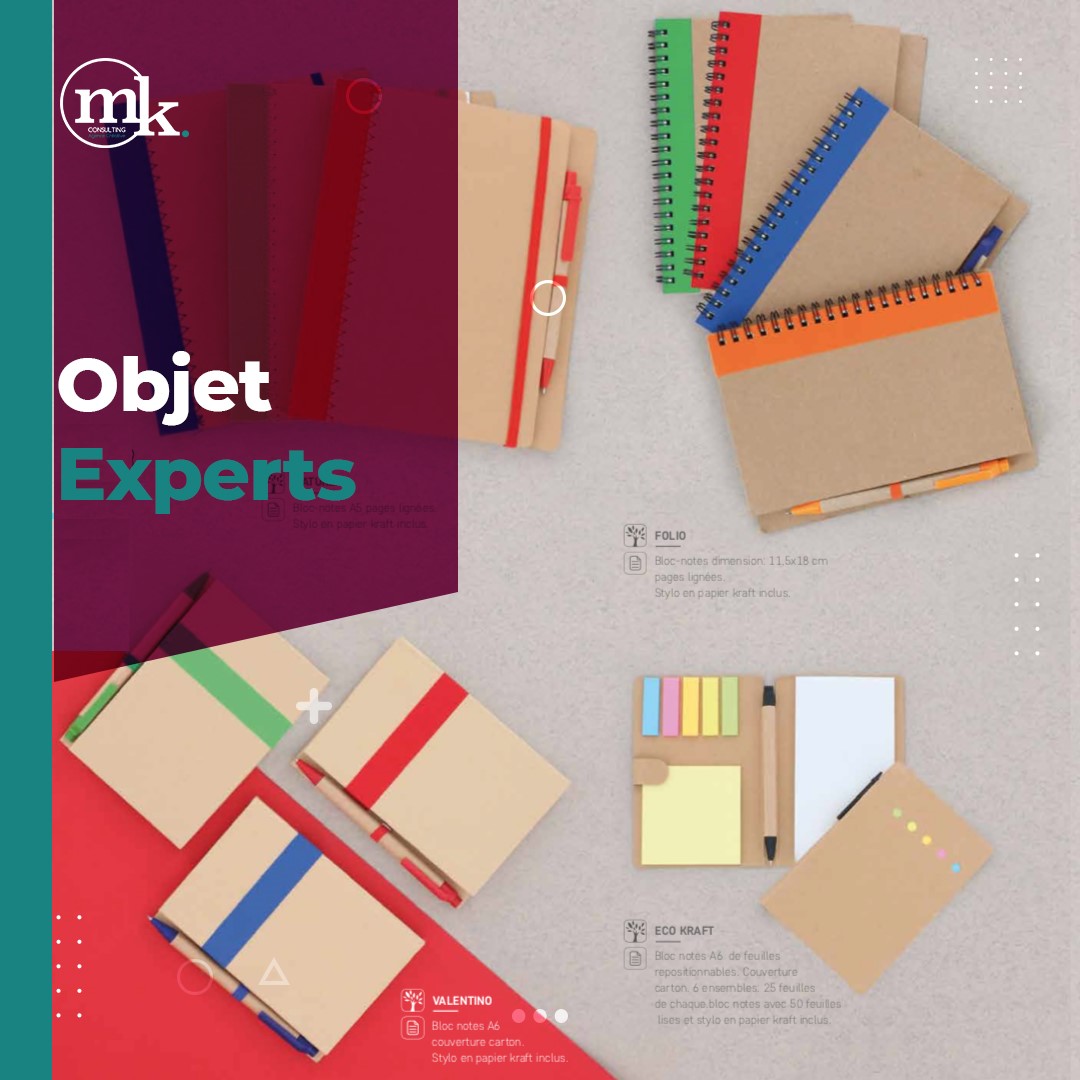 mk.
CONSULTING
Objet
Experts
Bloc-notes A5 pages lignées.
Stylo en papier kraft inclus.
FOLIO
Bloc-notes dimension: 11,5x18 cm
pages lignées.
Stylo en papier kraft inclus.
ECO KRAFT
Bloc notes A6 de feuilles
repositionnables. Couverture
carton. 6 ensembles: 25 feuilles
de chaque.bloc notes avec 50 feuilles
lises et stylo en papier kraft inclus.
VALENTINO
Bloc notes A6
couverture carton.
Stylo en papier kraft inclus.